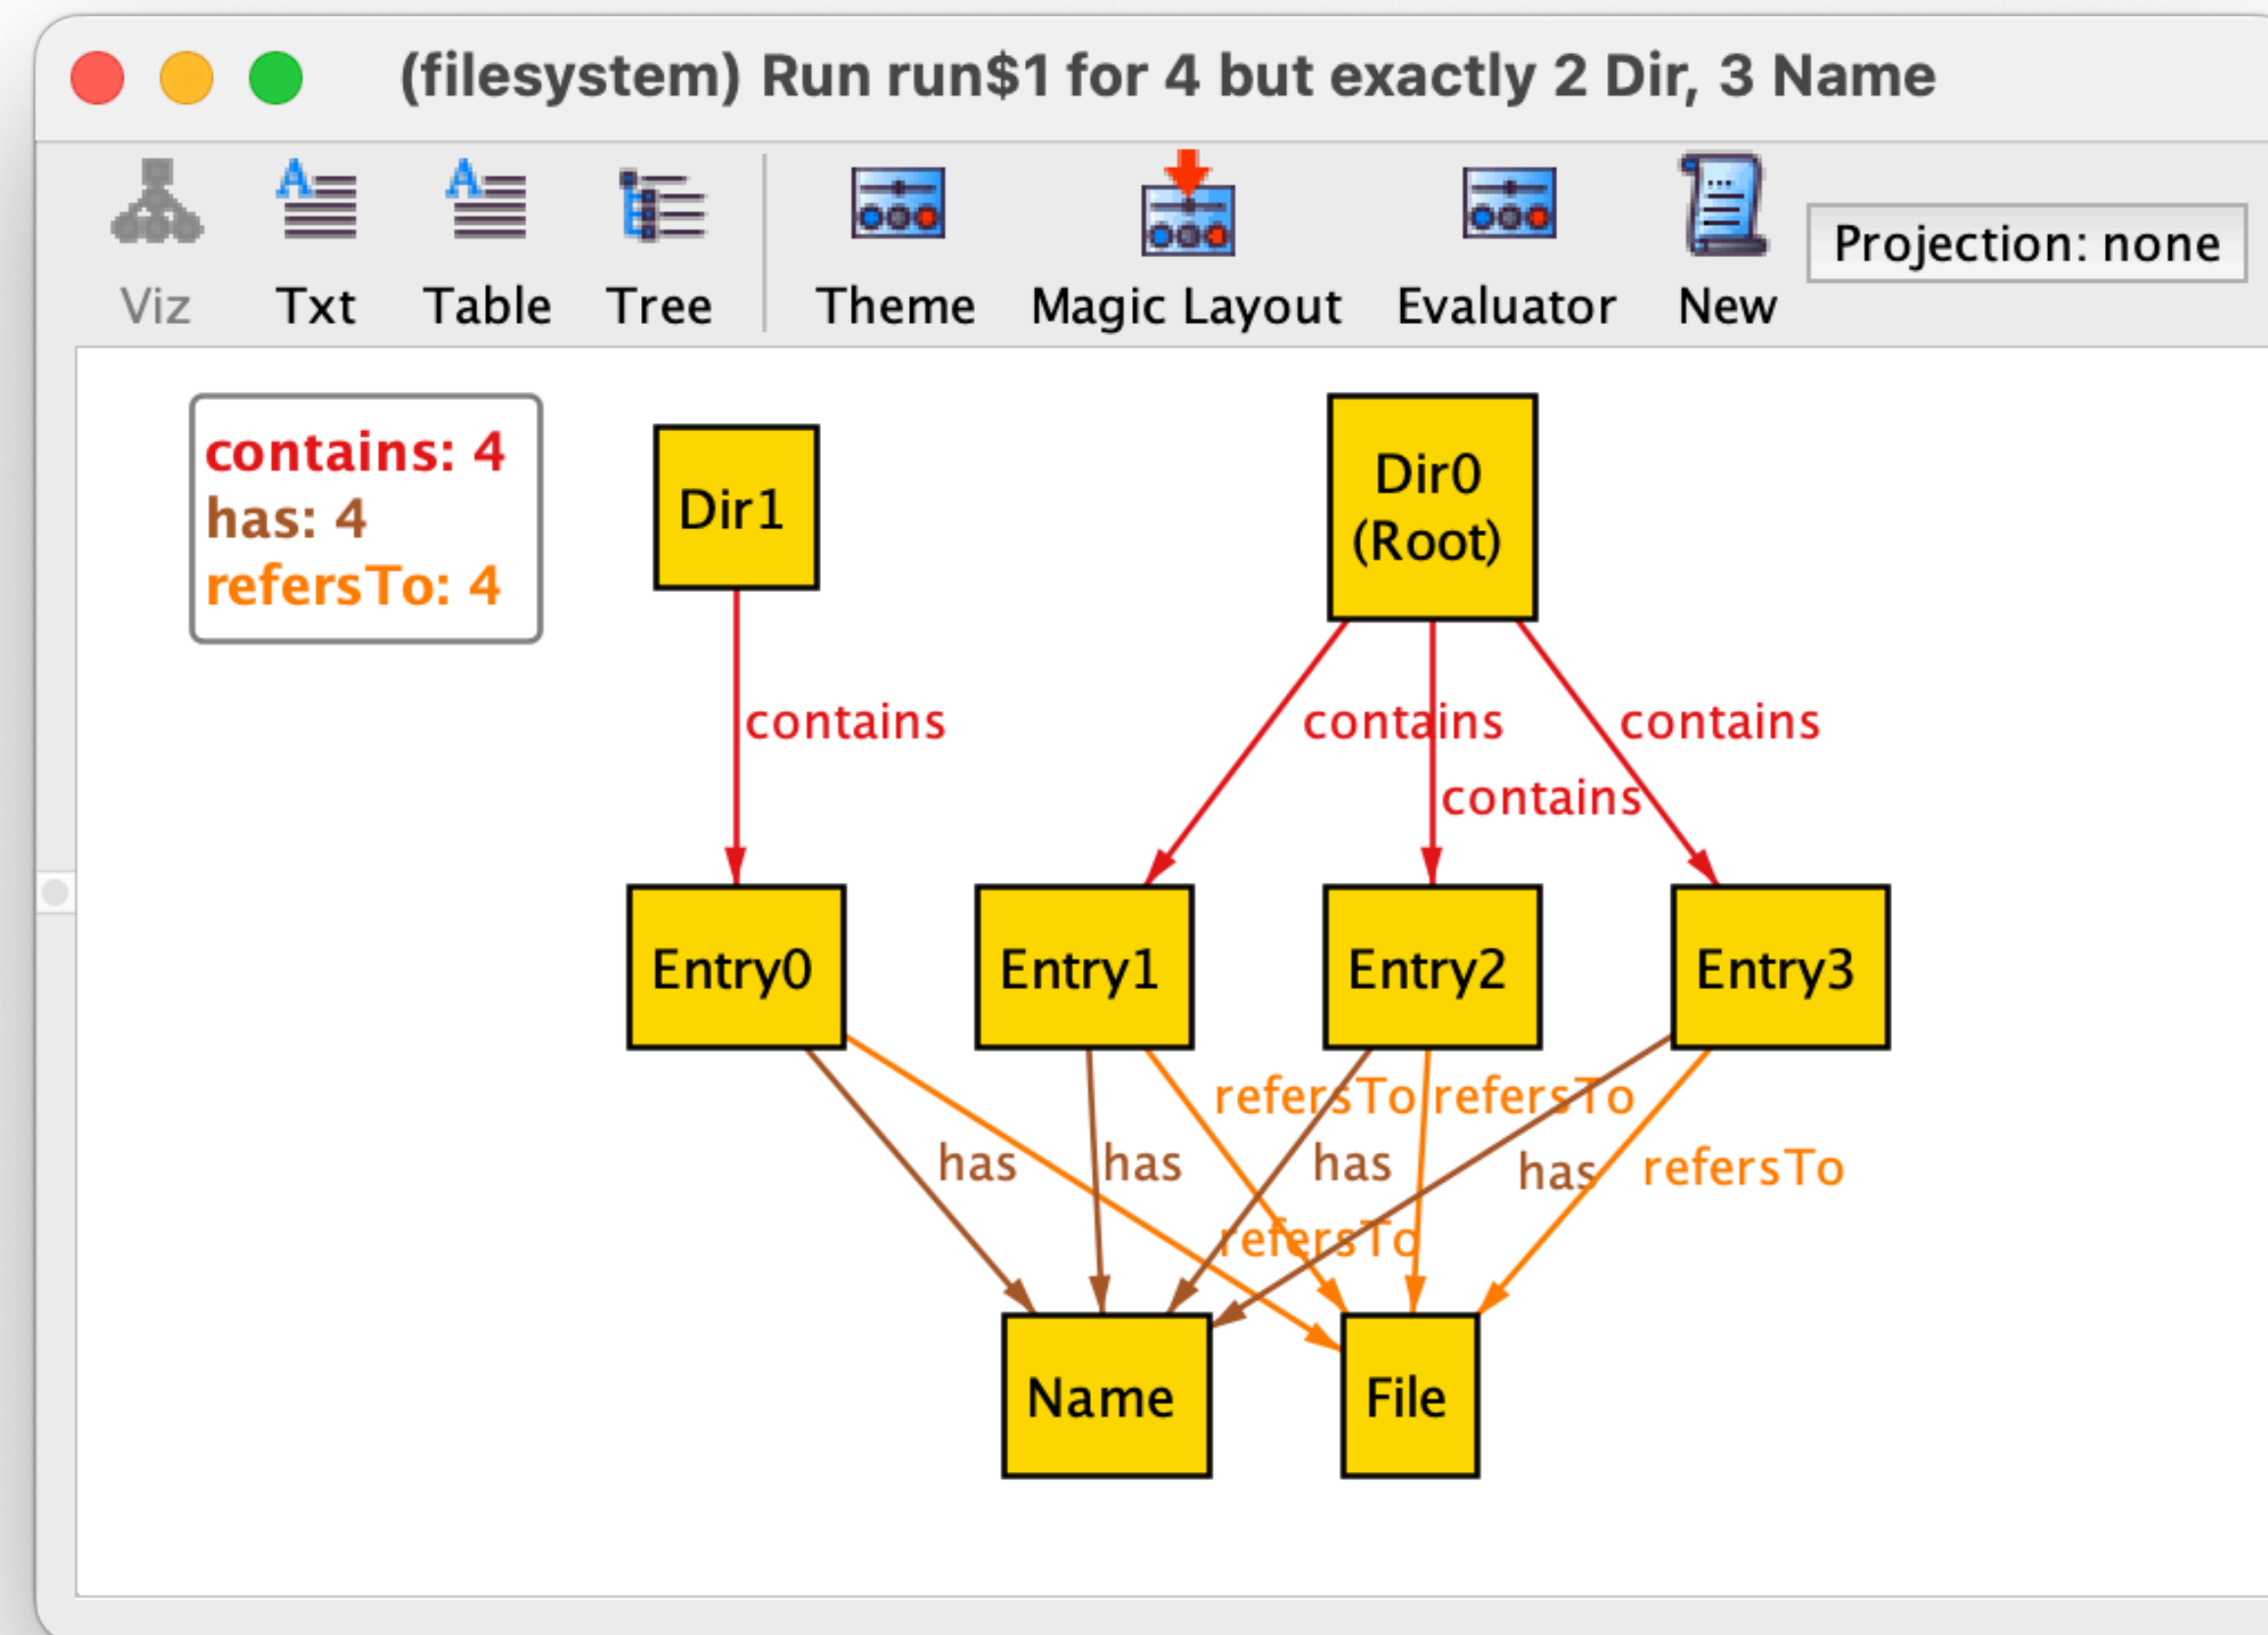 (filesystem) Run run$1 for 4 but exactly 2 Dir, 3 Name
Viz Txt Table Tree Theme Magic Layout Evaluator New Projection: none
contains: 4
has: 4
refersTo: 4
Dir1
Dir0
(Root)
contains contains contains
contains
Entry0 Entry1 Entry2 Entry3
refersTo refersTo
has has has has refersTo
refersTo
Name File